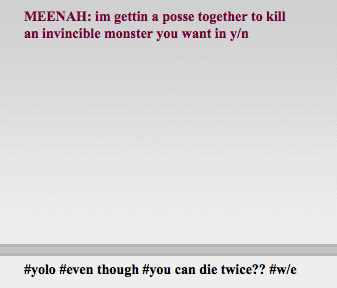 MEENAH: im gettin a posse together to kill
an invincible monster you want in y/n
#yolo #even though #you can die twice?? #w/e